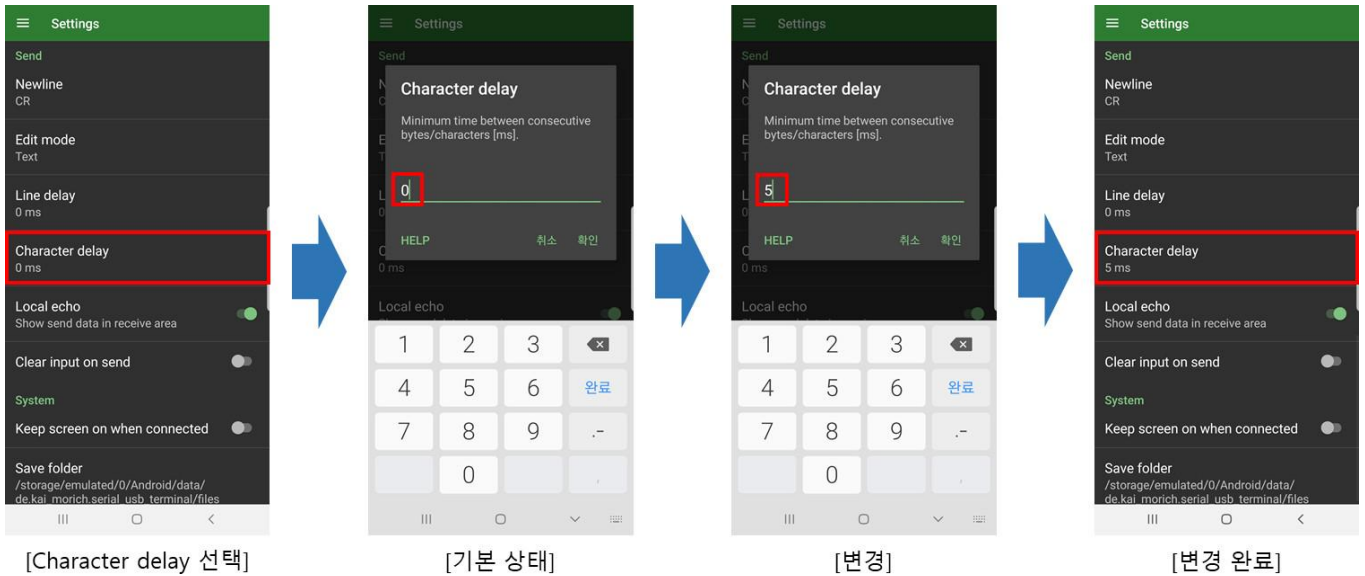 Settings
Send
Newline
CR
Edit mode
Text
Line delay
0 ms
Character delay
0 ms
Local echo
Show send data in receive area
Clear input on send
System
Keep screen on when connected
Save folder
/storage/emulated/0/Android/data/
de.kai_morich.serial_usb_terminal/files
[Character delay 선택]
Settings
Send
Character delay
Minimum time between consecutive
bytes/characters [ms].
0
HELP 취소 확인
0 ms
Local echo
1 2 3
4 5 6 완료
7 8 9 .-
0 ,
[기본 상태]
Settings
Send
Character delay
Minimum time between consecutive
bytes/characters [ms].
5
HELP 취소 확인
0 ms
Local echo
1 2 3
4 5 6 완료
7 8 9 .-
0 ,
[변경]
Settings
Send
Newline
CR
Edit mode
Text
Line delay
0 ms
Character delay
5 ms
Local echo
Show send data in receive area
Clear input on send
System
Keep screen on when connected
Save folder
/storage/emulated/0/Android/data/
de.kai_morich.serial_usb_terminal/files
[변경 완료]